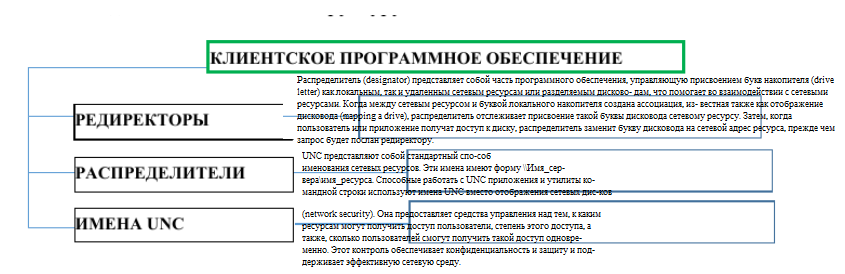 КЛИЕНТСКОЕ ПРОГРАММНОЕ ОБЕСПЕЧЕНИЕ
Распределитель (designator) представляет собой часть программного обеспечения, управляющую присвоением букв накопителя (drive
letter) как локальным, так и удаленным сетевым ресурсам или разделяемым дисково- дам, что помогает во взаимодействии с сетевыми
ресурсами. Когда между сетевым ресурсом и буквой локального накопителя создана ассоциация, из- вестная также как отображение
дисковода (mapping a drive), распределитель отслеживает присвоение такой буквы дисковода сетевому ресурсу. Затем, когда
пользователь или приложение получат доступ к диску, распределитель заменит букву дисковода на сетевой адрес ресурса, прежде чем
запрос будет послан редиректору.
РЕДИРЕКТОРЫ
UNC представляют собой стандартный спо-соб
именования сетевых ресурсов. Эти имена имеют форму \\Имя_сер-
вера\имя_ресурса. Способные работать с UNC приложения и утилиты ко-
мандной строки используют имена UNC вместо отображения сетевых дис-ков
РАСПРЕДЕЛИТЕЛИ
(network security). Она предоставляет средства управления над тем, к каким
ресурсам могут получить доступ пользователи, степень этого доступа, а
также, сколько пользователей смогут получить такой доступ одновре-
менно. Этот контроль обеспечивает конфиденциальность и защиту и под-
держивает эффективную сетевую среду.
ИМЕНА UNC